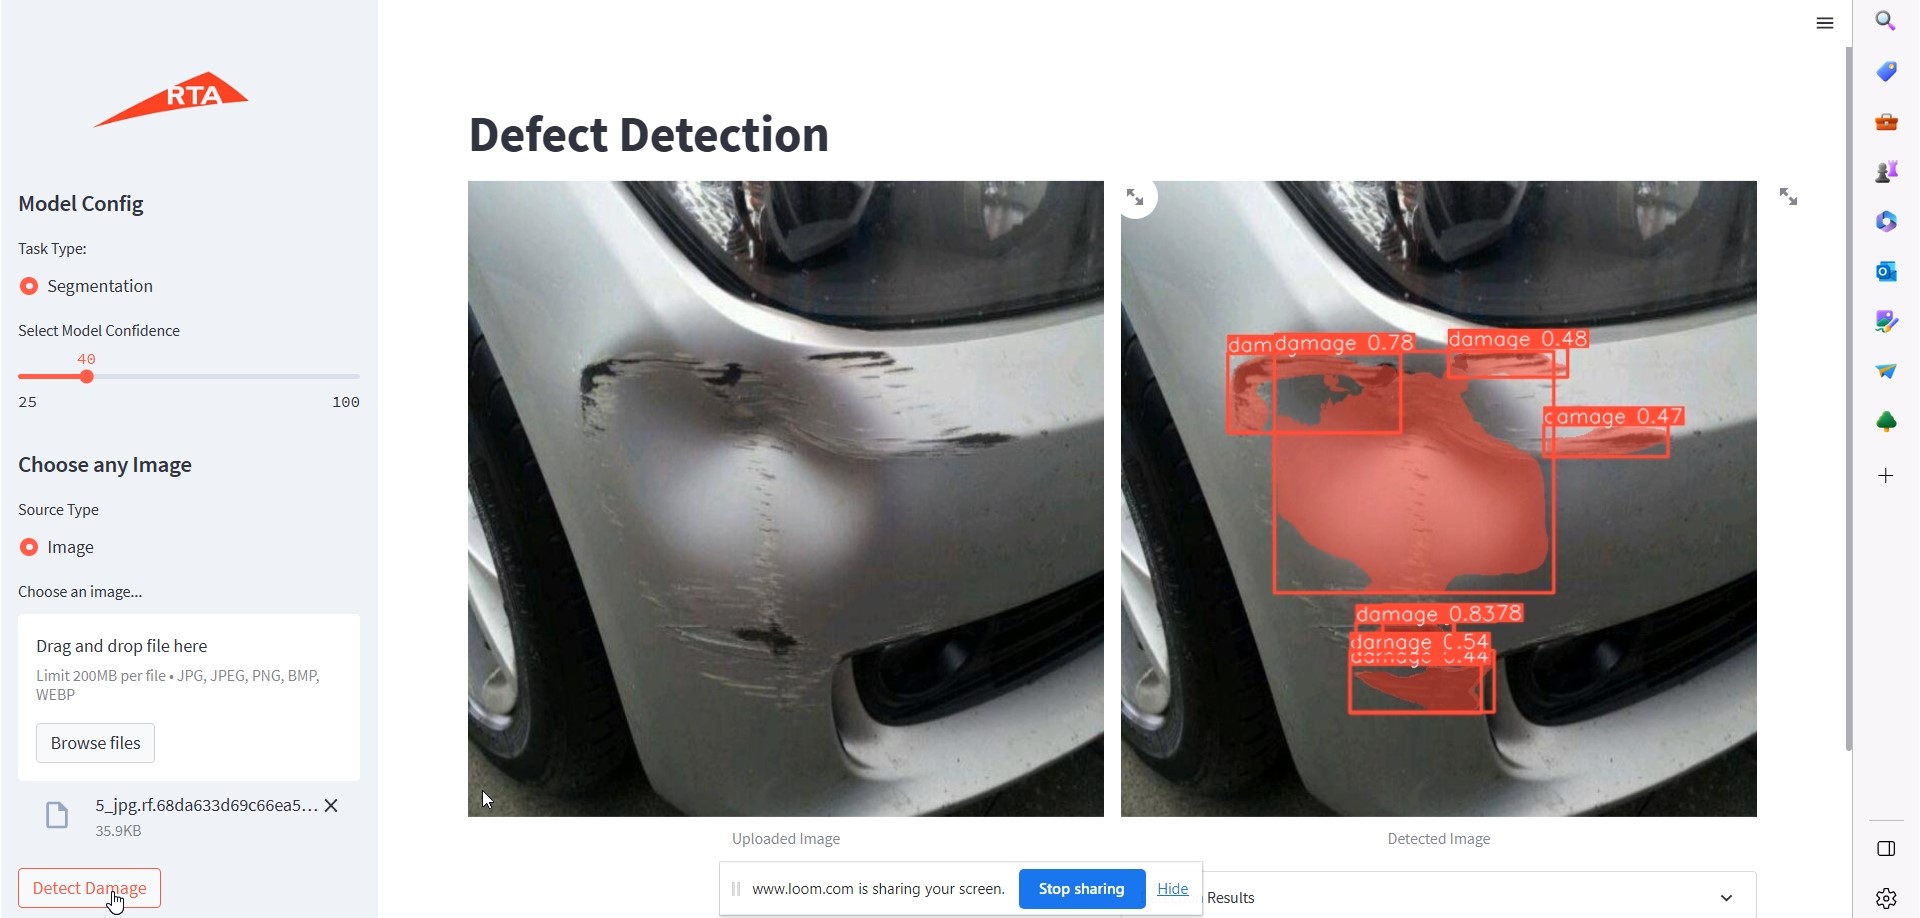 RTA
Model Config
Task Type:
Segmentation
Select Model Confidence
40
25
100
Choose any Image
Source Type
Image
Choose an image...
Drag and drop file here
Limit 200MB per file • JPG, JPEG, PNG, BMP,
WEBP
Browse files
5_jpg.rf.68da633d69c66ea5...
35.9KB
Detect Damage
Defect Detection
damage 0.78
damage 0.48
damage 0.47
damage 0.54
Uploaded Image
Detected Image
www.loom.com is sharing your screen.
Stop sharing
Hide
Results